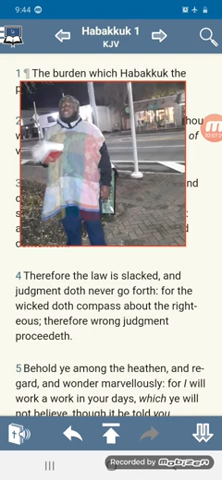 9:44
Habakkuk 1
KJV
1 ¶ The burden which Habakkuk the
2
hou
of
3
nd
4 Therefore the law is slacked, and
judgment doth never go forth: for the
wicked doth compass about the right-
eous; therefore wrong judgment
proceedeth.
5 Behold ye among the heathen, and re-
gard, and wonder marvellously: for I will
work a work in your days, which ye will
not believe, though it be told you.
Recorded by mobizen